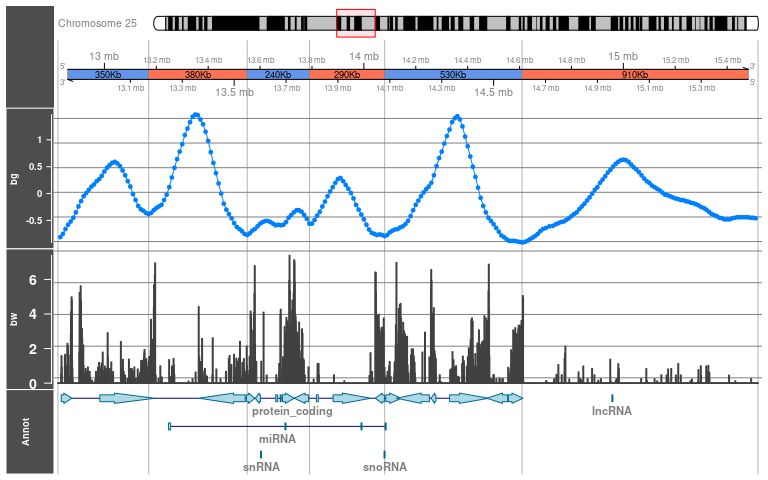 Chromosome 25
13 mb 13.2 mb 13.4 mb 13.6 mb 13.8 mb 14 mb 14.2 mb 14.4 mb 14.6 mb 14.8 mb 15 mb 15.2 mb 15.4 mb
5' 3'
350Kb 380Kb 240Kb 290Kb 530Kb 910Kb
3' 5'
13.1 mb 13.3 mb 13.5 mb 13.7 mb 13.9 mb 14.1 mb 14.3 mb 14.5 mb 14.7 mb 14.9 mb 15.1 mb 15.3 mb
bg
1
0.5
0
-0.5
bw
6
4
2
0
Annot
protein_coding lncRNA
miRNA
snRNA snoRNA